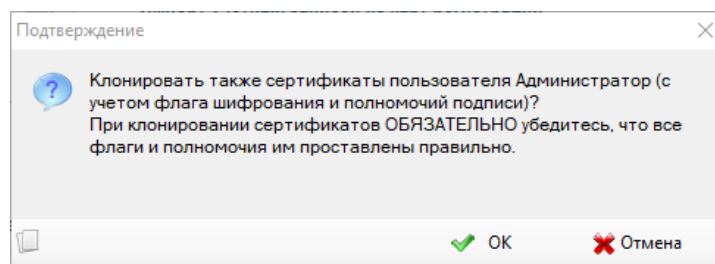 Подтверждение
Клонировать также сертификаты пользователя Администратор (с
учетом флага шифрования и полномочий подписи)?
При клонировании сертификатов ОБЯЗАТЕЛЬНО убедитесь, что все
флаги и полномочия им проставлены правильно.
ОК
Отмена